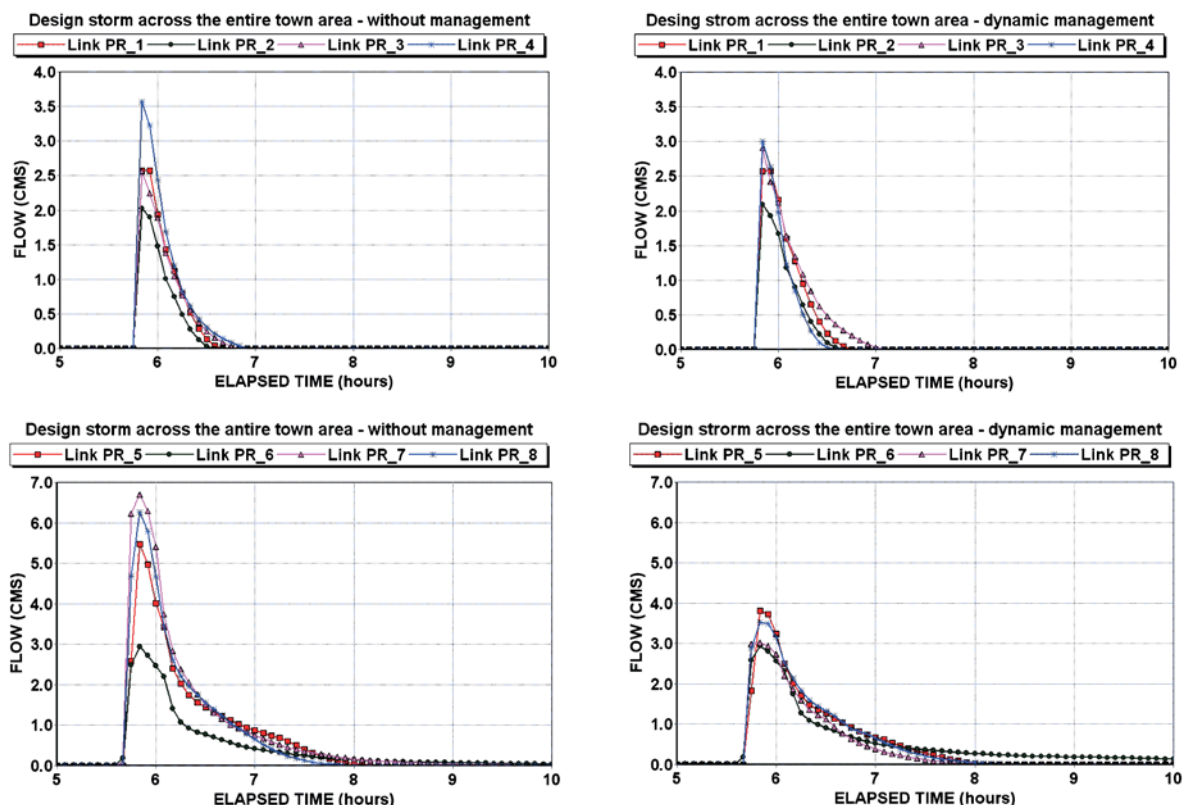 Design storm across the entire town area - without management
Link PR_1 Link PR_2 Link PR_3 Link PR_4
4.0
3.5
3.0
2.5
2.0
1.5
1.0
0.5
0.0
FLOW (CMS)
5 6 7 8 9 10
ELAPSED TIME (hours)
Desing strom across the entire town area - dynamic management
Link PR_1 Link PR_2 Link PR_3 Link PR_4
4.0
3.5
3.0
2.5
2.0
1.5
1.0
0.5
0.0
FLOW (CMS)
5 6 7 8 9 10
ELAPSED TIME (hours)
Design storm across the antire town area - without management
Link PR_5 Link PR_6 Link PR_7 Link PR_8
7.0
6.0
5.0
4.0
3.0
2.0
1.0
0.0
FLOW (CMS)
5 6 7 8 9 10
ELAPSED TIME (hours)
Design strorm across the entire town area - dynamic management
Link PR_5 Link PR_6 Link PR_7 Link PR_8
7.0
6.0
5.0
4.0
3.0
2.0
1.0
0.0
FLOW (CMS)
5 6 7 8 9 10
ELAPSED TIME (hours)